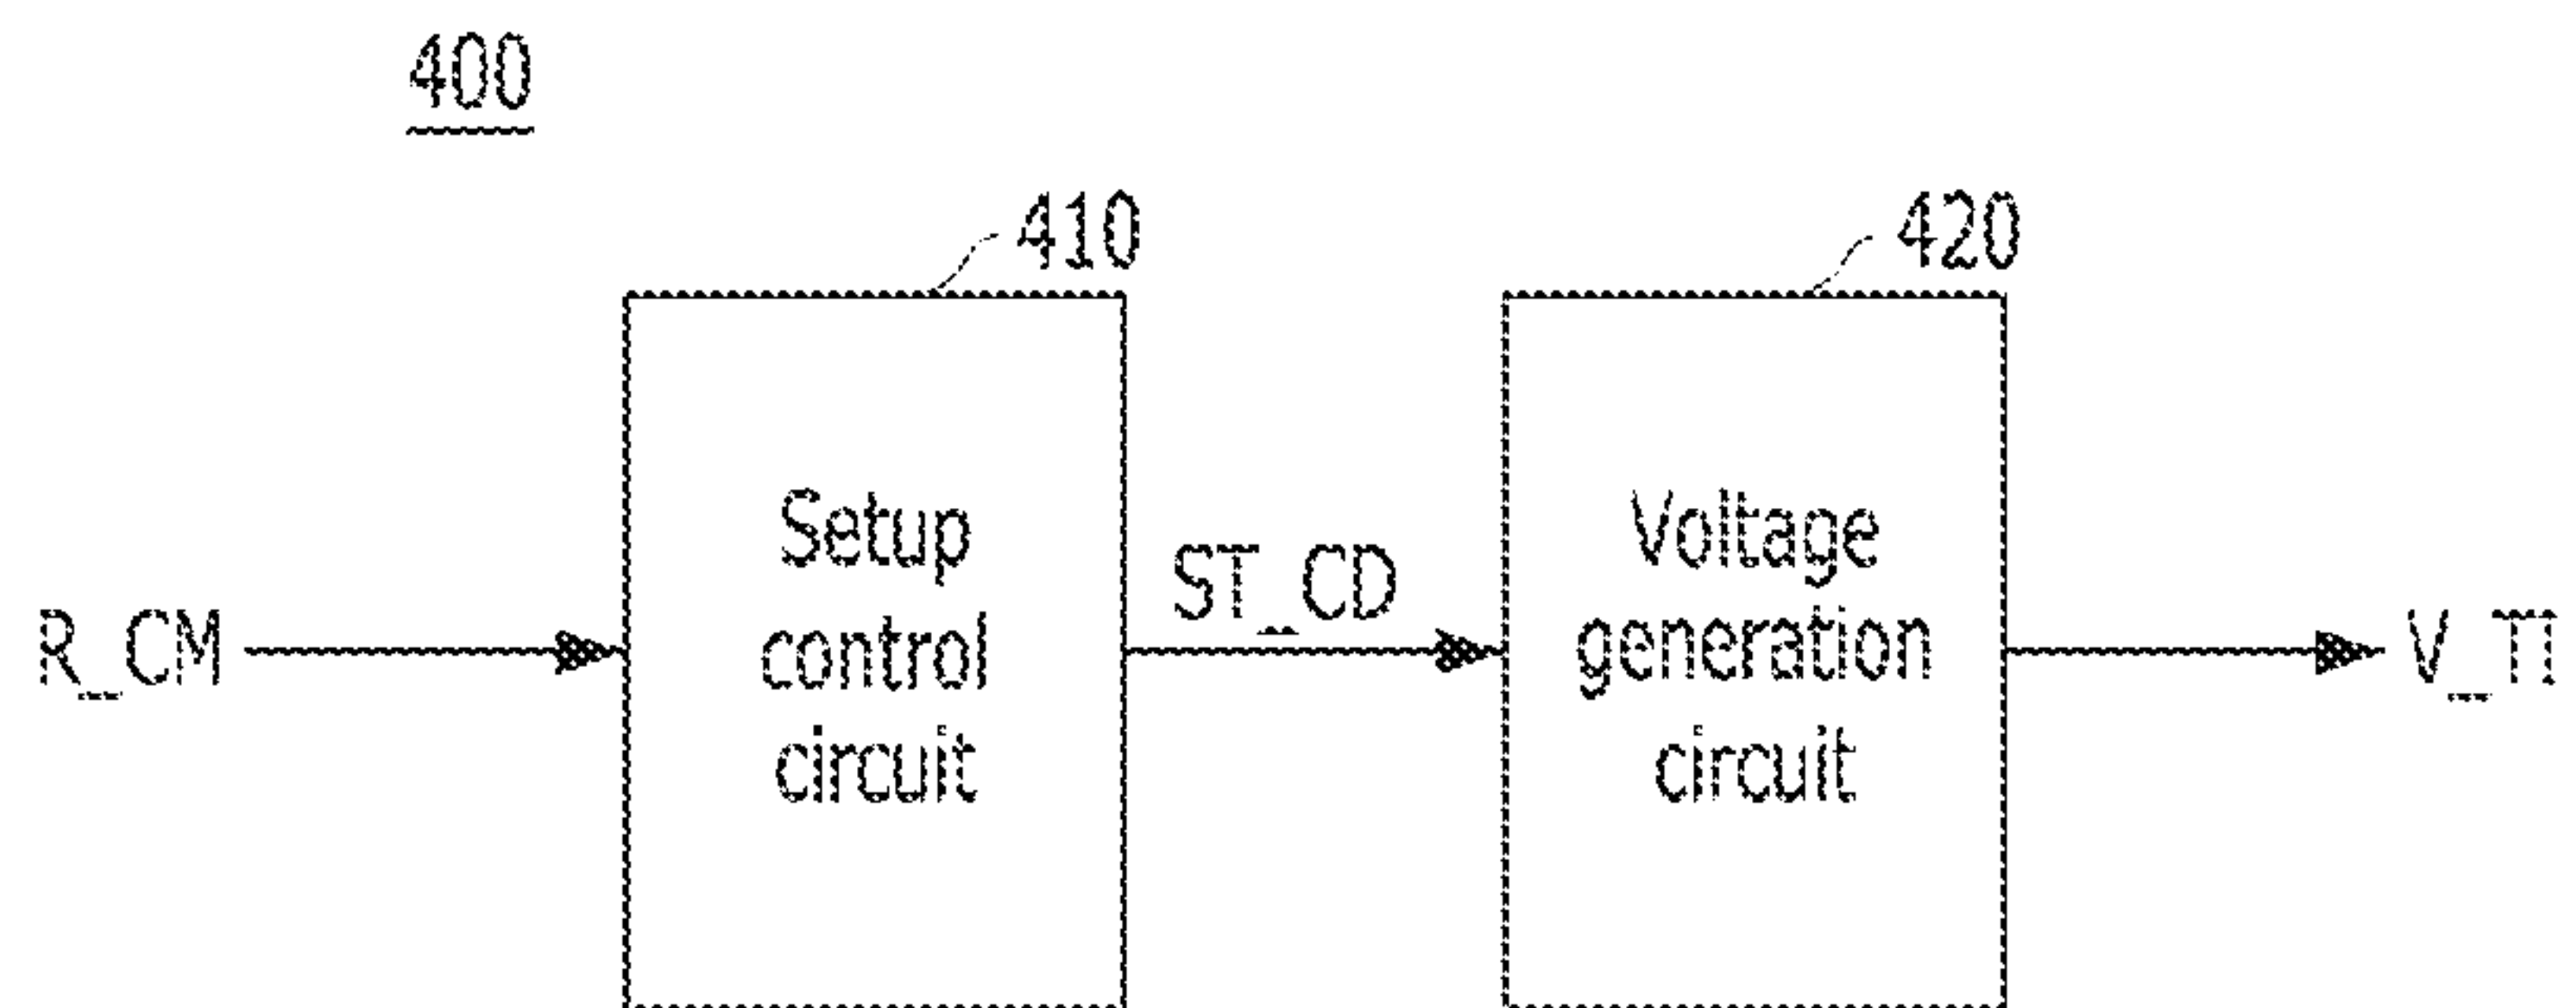 400
410
420
Setup
control
circuit
Voltage
generation
circuit
R_CM
ST_CD
V_TI